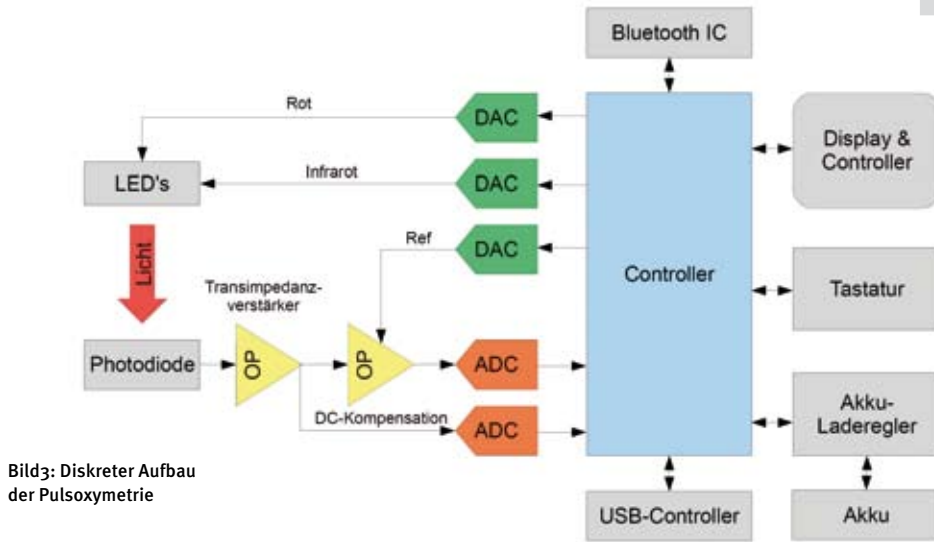 Bluetooth IC
Rot
DAC
Display &
Controller
LED's
Infrarot
DAC
Licht
Ref
DAC
Controller
Transimpedanz-
verstärker
Tastatur
Photodiode
OP
OP
ADC
DC-Kompensation
ADC
Akku-
Laderegler
Bild3: Diskreter Aufbau
der Pulsoxymetrie
USB-Controller
Akku